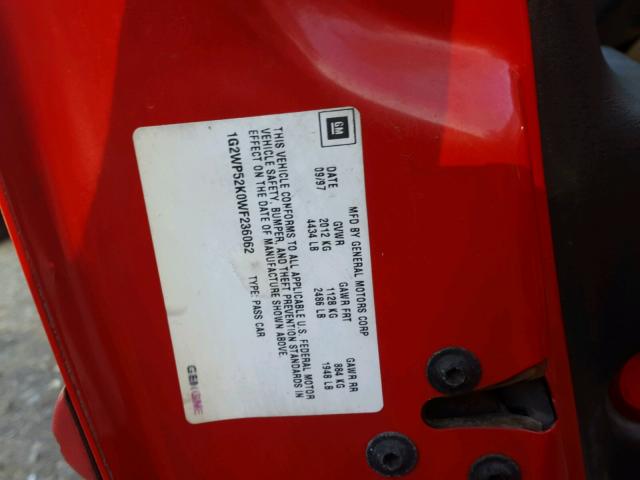 GM
MFD BY GENERAL MOTORS CORP
DATE GVWR GAWR FRT GAWR RR
09/97 2012 KG 1128 KG 884 KG
4434 LB 2486 LB 1948 LB
THIS VEHICLE CONFORMS TO ALL APPLICABLE U.S. FEDERAL MOTOR
VEHICLE SAFETY, BUMPER, AND THEFT PREVENTION STANDARDS IN
EFFECT ON THE DATE OF MANUFACTURE SHOWN ABOVE.
1G2WP52K0WF236062 TYPE: PASS CAR